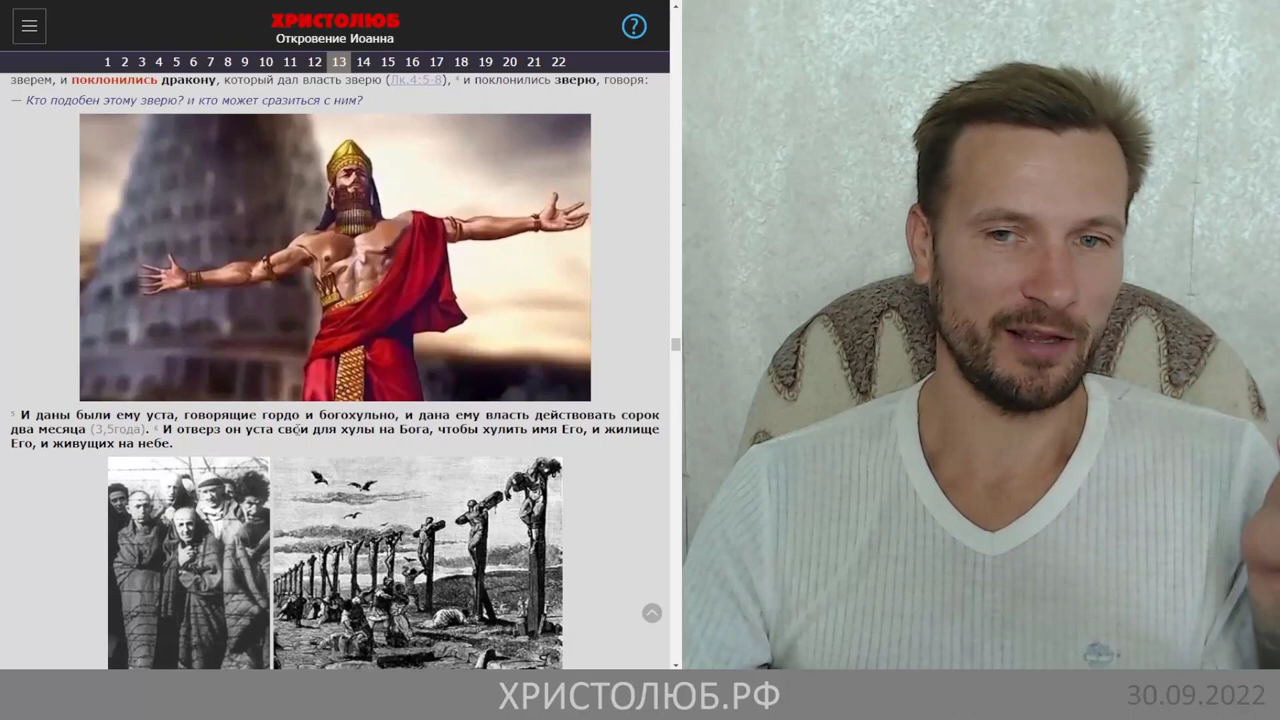 ХРИСТОЛЮБ
Откровение Иоанна
1 2 3 4 5 6 7 8 9 10 11 12 13 14 15 16 17 18 19 20 21 22
зверем, и поклонились дракону, который дал власть зверю (Лк.4:5-8), ⁴ и поклонились зверю, говоря:
— Кто подобен этому зверю? и кто может сразиться с ним?
⁵ И даны были ему уста, говорящие гордо и богохульно, и дана ему власть действовать сорок
два месяца (3,5года). ⁶ И отверз он уста свои для хулы на Бога, чтобы хулить имя Его, и жилище
Его, и живущих на небе.
ХРИСТОЛЮБ.РФ
30.09.2022